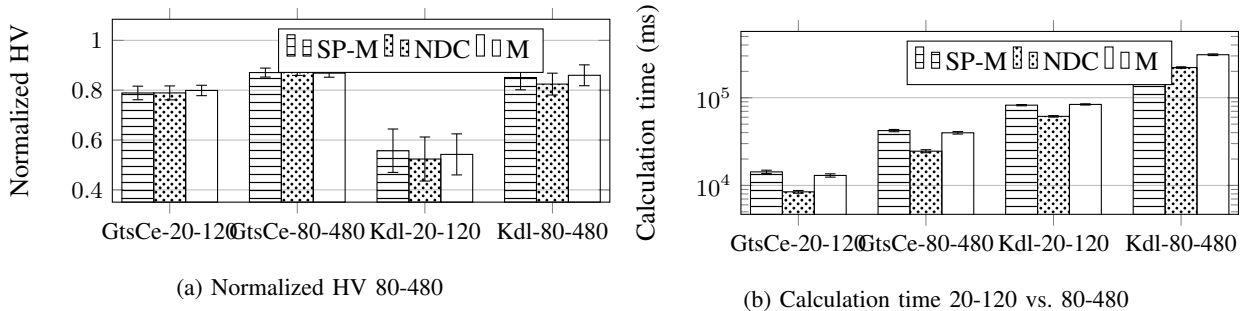 Normalized HV
1
0.8
0.6
0.4
SP-M NDC M
GtsCe-20-120 GtsCe-80-480 Kdl-20-120 Kdl-80-480
(a) Normalized HV 80-480
Calculation time (ms)
10^5
10^4
SP-M NDC M
GtsCe-20-120 GtsCe-80-480 Kdl-20-120 Kdl-80-480
(b) Calculation time 20-120 vs. 80-480